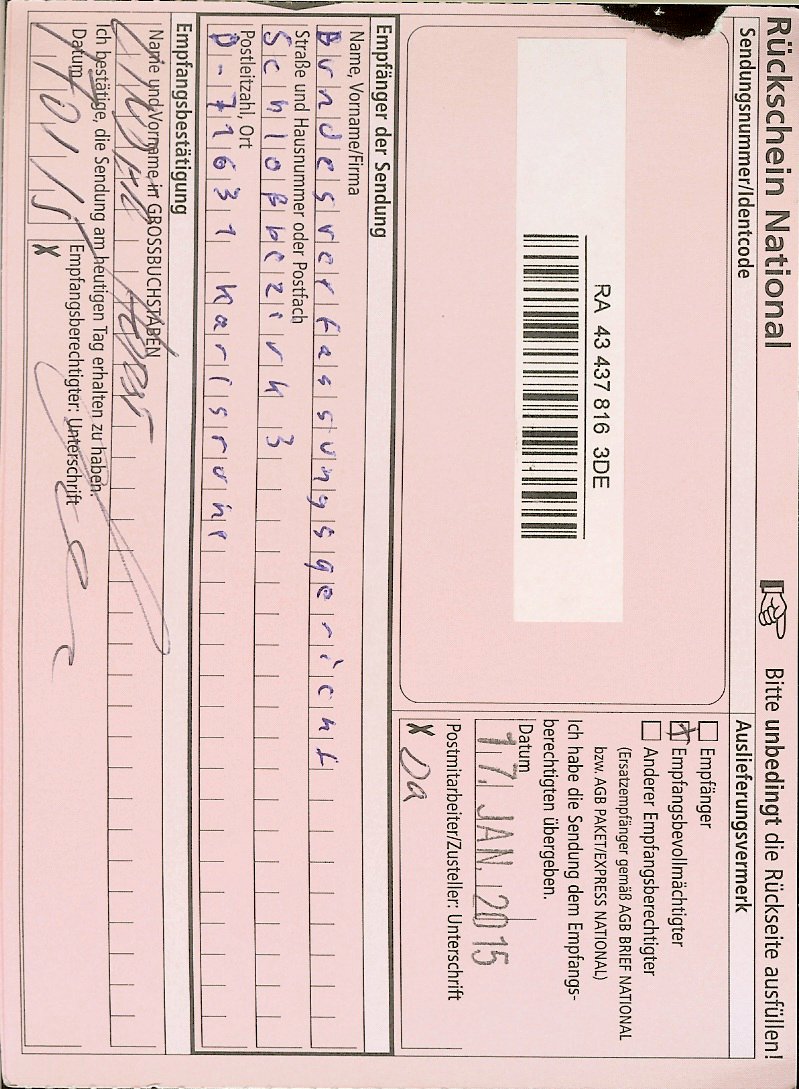 Rückschein National
Bitte unbedingt die Rückseite ausfüllen!
Sendungsnummer/Identcode
RA 43 437 816 3DE
Auslieferungsvermerk
Empfänger
Empfangsbevollmächtigter
Anderer Empfangsberechtigter
(Ersatzempfänger gemäß AGB BRIEF NATIONAL
bzw. AGB PAKET/EXPRESS NATIONAL)
Ich habe die Sendung dem Empfangs-
berechtigten übergeben.
Datum
17. JAN. 2015
Postmitarbeiter/Zusteller: Unterschrift
X
Empfänger der Sendung
Name, Vorname/Firma
Bundesverfassungsgericht
Straße und Hausnummer oder Postfach
Schloßbezirk 3
Postleitzahl, Ort
D-76131 Karlsruhe
Empfangsbestätigung
Name und Vorname in GROSSBUCHSTABEN
Ich bestätige, die Sendung am heutigen Tag erhalten zu haben.
Datum
Empfangsberechtigter: Unterschrift
X